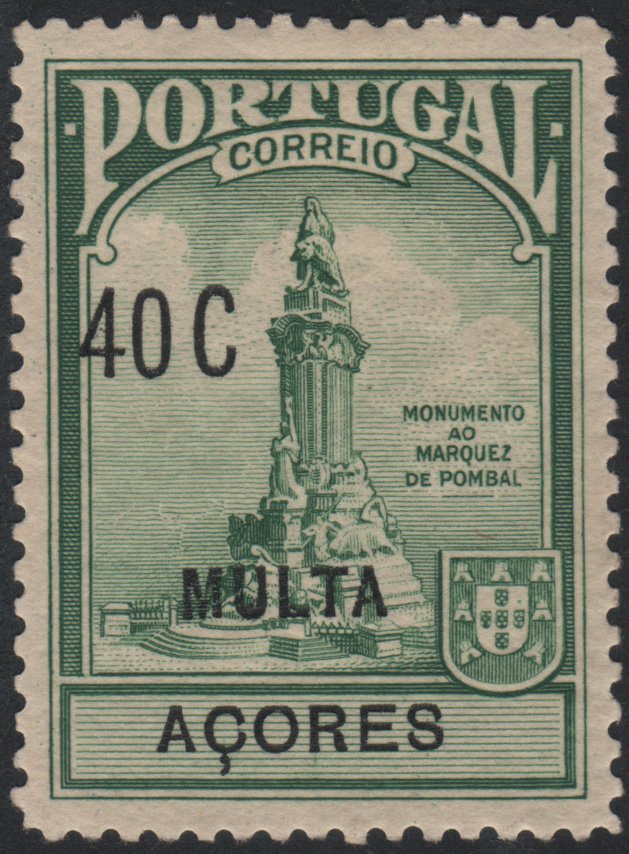 PORTUGAL
CORREIO
40 C
MONUMENTO
AO
MARQUEZ
DE POMBAL
MULTA
AÇORES